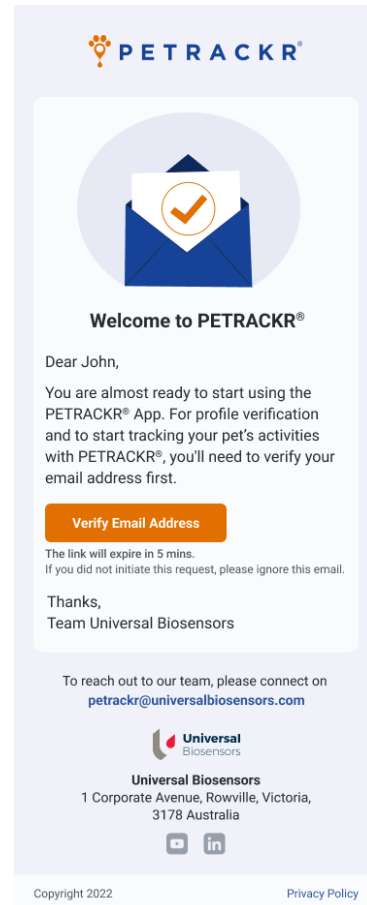 PETRACKR®
Welcome to PETRACKR®
Dear John,
You are almost ready to start using the
PETRACKR® App. For profile verification
and to start tracking your pet's activities
with PETRACKR®, you'll need to verify your
email address first.
Verify Email Address
The link will expire in 5 mins.
If you did not initiate this request, please ignore this email.
Thanks,
Team Universal Biosensors
To reach out to our team, please connect on
petrackr@universalbiosensors.com
Universal
Biosensors
Universal Biosensors
1 Corporate Avenue, Rowville, Victoria,
3178 Australia
in
Copyright 2022 Privacy Policy